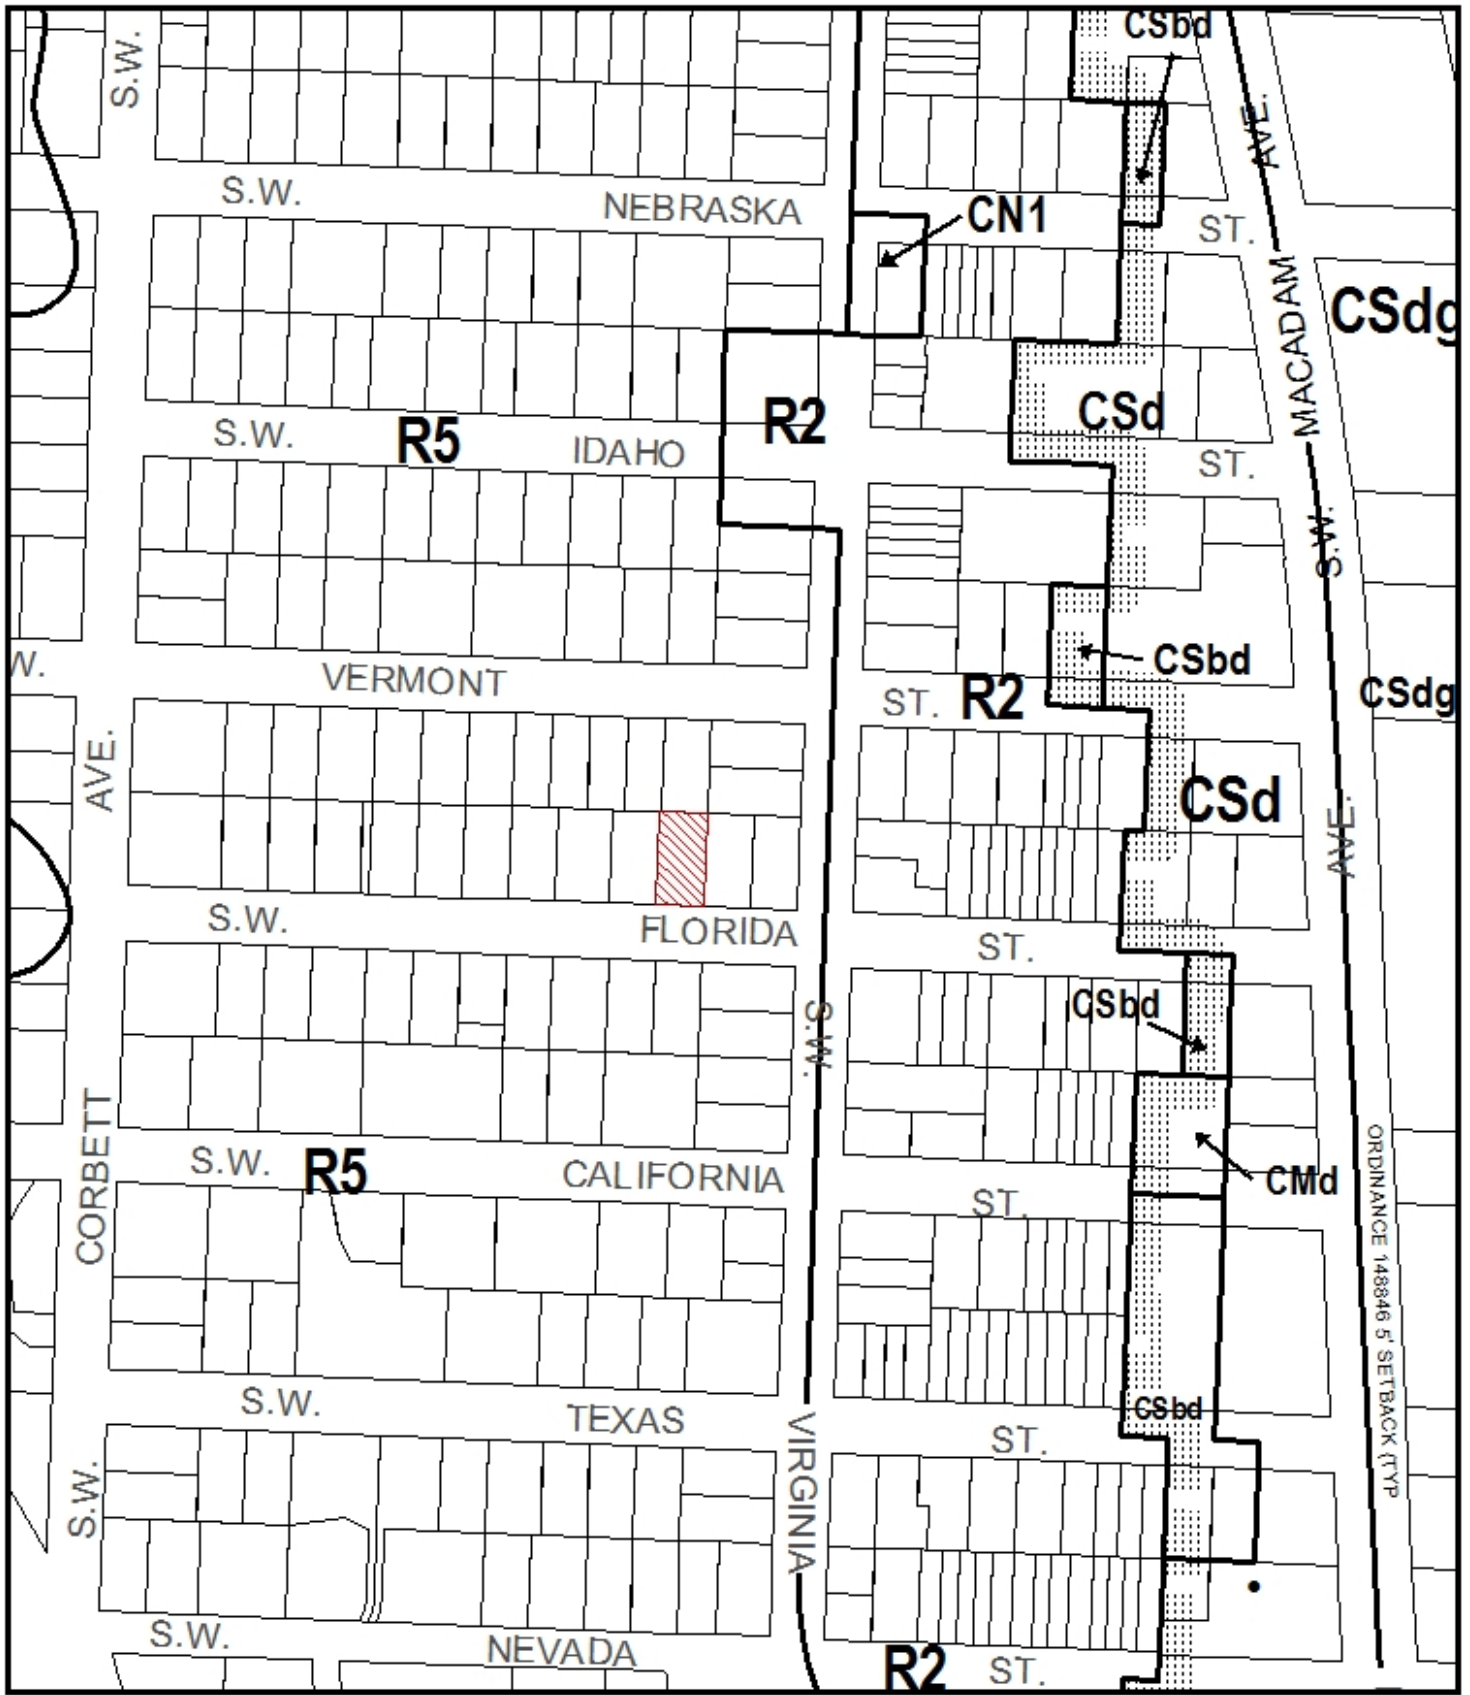 CSbd
S.W.
AVE.
S.W.
NEBRASKA
ST.
CN1
MACADAM
CSdg
R2
CSd
S.W.
R5
IDAHO
ST.
S.W.
W.
VERMONT
ST.
R2
CSbd
CSdg
AVE.
CSd
AVE.
S.W.
FLORIDA
ST.
S.W.
CSbd
CORBETT
S.W.
R5
CALIFORNIA
ST.
CMd
ORDINANCE 148846 5' SETBACK (TYP
S.W.
TEXAS
CSbd
ST.
VIRGINIA
S.W.
S.W.
NEVADA
R2
ST.